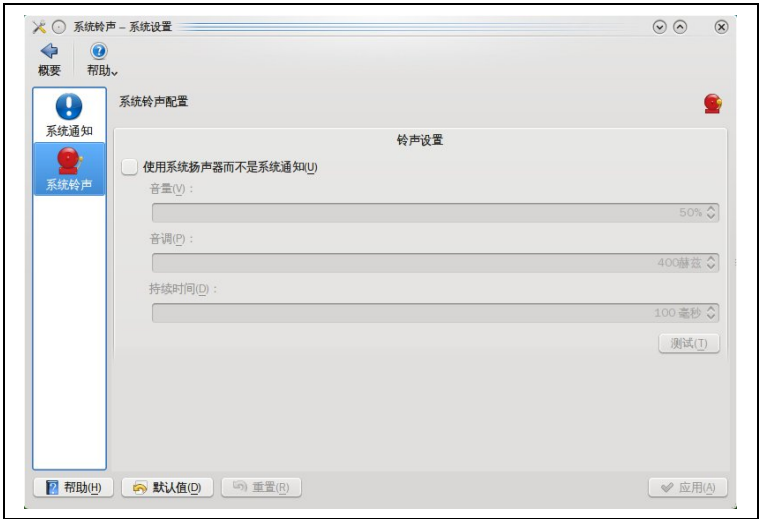 系统铃声 – 系统设置
概要 帮助
系统通知
系统铃声
系统铃声配置
铃声设置
使用系统扬声器而不是系统通知(U)
音量(V)：
50%
音调(P)：
400赫兹
持续时间(D)：
100 毫秒
测试(T)
帮助(H) 默认值(D) 重置(R) 应用(A)